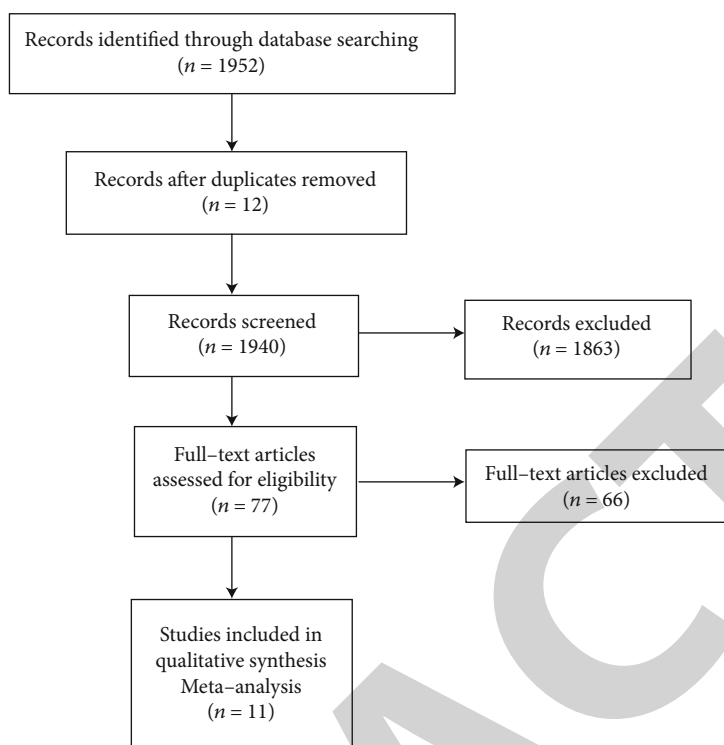 Records identified through database searching
(n = 1952)
Records after duplicates removed
(n = 12)
Records screened
(n = 1940)
Records excluded
(n = 1863)
Full–text articles
assessed for eligibility
(n = 77)
Full–text articles excluded
(n = 66)
Studies included in
qualitative synthesis
Meta–analysis
(n = 11)
ACT